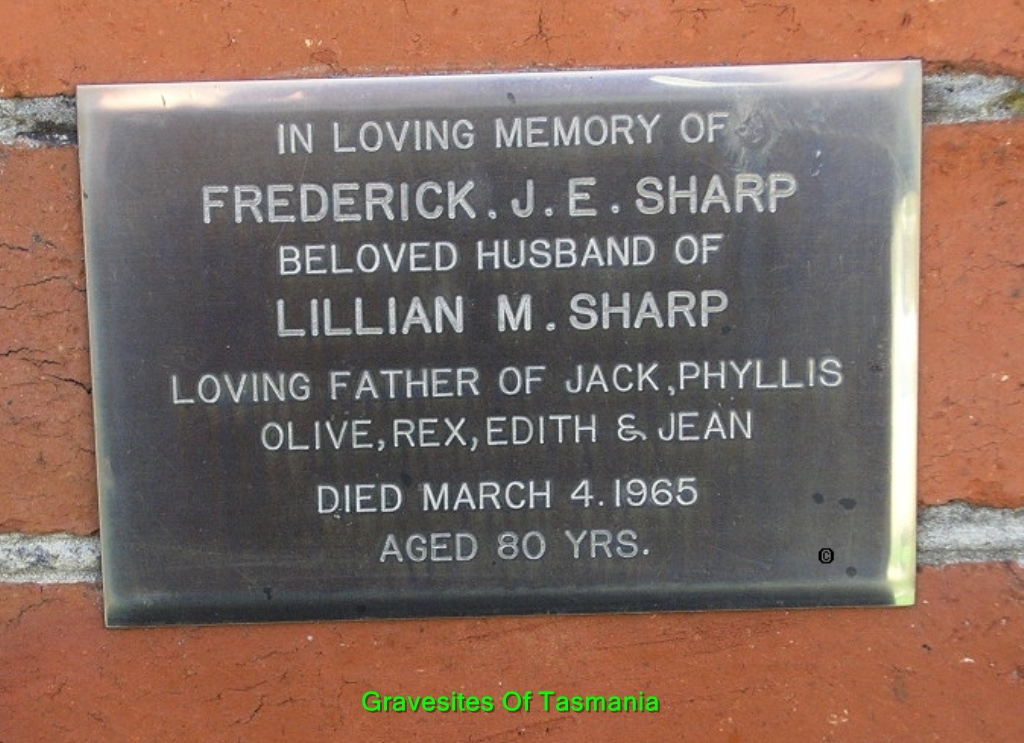 IN LOVING MEMORY OF
FREDERICK. J. E. SHARP
BELOVED HUSBAND OF
LILLIAN M. SHARP
LOVING FATHER OF JACK, PHYLLIS
OLIVE, REX, EDITH & JEAN
DIED MARCH 4. 1965
AGED 80 YRS.
©
Gravesites Of Tasmania